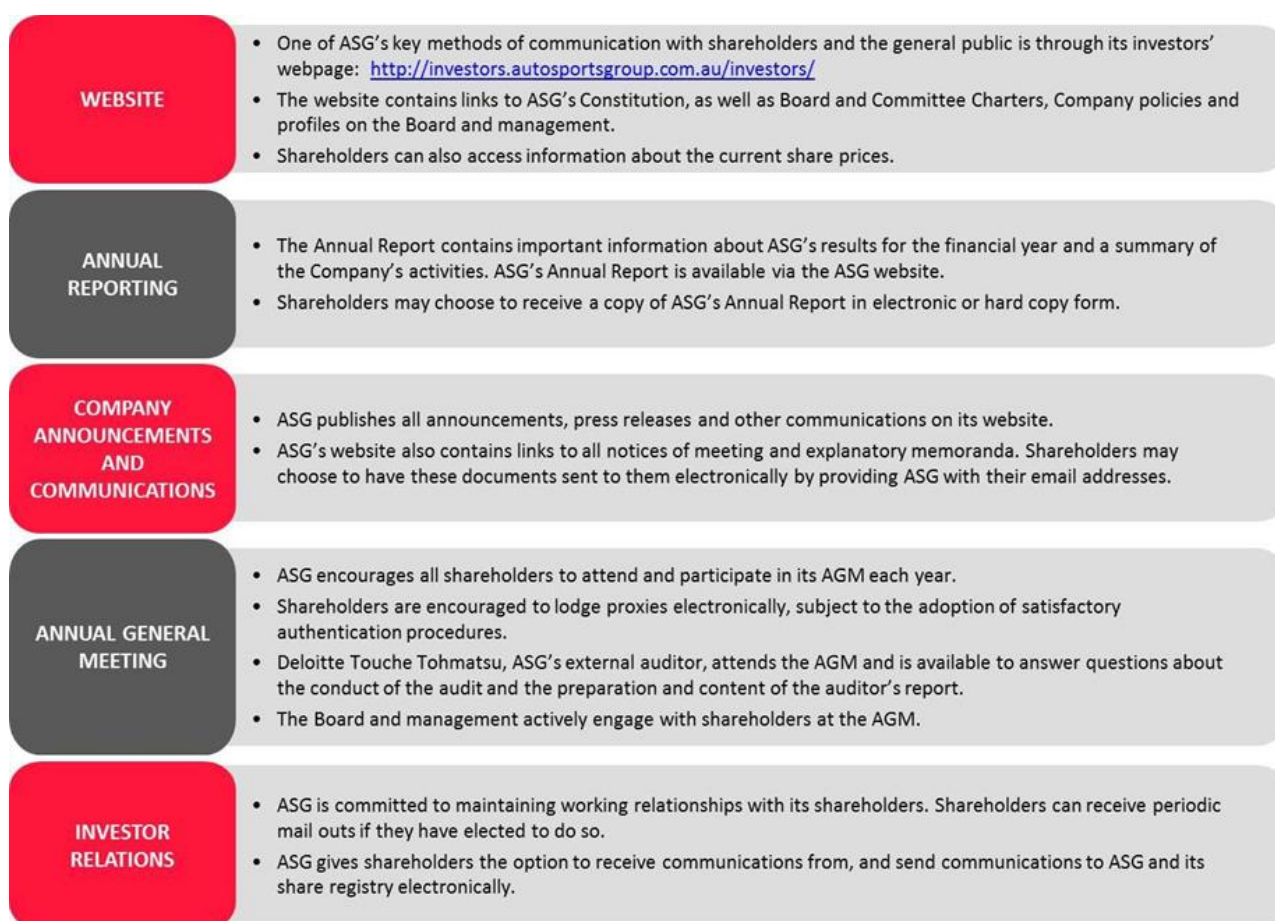 WEBSITE
• One of ASG’s key methods of communication with shareholders and the general public is through its investors’
webpage: http://investors.autosportsgroup.com.au/investors/
• The website contains links to ASG’s Constitution, as well as Board and Committee Charters, Company policies and
profiles on the Board and management.
• Shareholders can also access information about the current share prices.
ANNUAL
REPORTING
• The Annual Report contains important information about ASG’s results for the financial year and a summary of
the Company’s activities. ASG’s Annual Report is available via the ASG website.
• Shareholders may choose to receive a copy of ASG’s Annual Report in electronic or hard copy form.
COMPANY
ANNOUNCEMENTS
AND
COMMUNICATIONS
• ASG publishes all announcements, press releases and other communications on its website.
• ASG’s website also contains links to all notices of meeting and explanatory memoranda. Shareholders may
choose to have these documents sent to them electronically by providing ASG with their email addresses.
ANNUAL GENERAL
MEETING
• ASG encourages all shareholders to attend and participate in its AGM each year.
• Shareholders are encouraged to lodge proxies electronically, subject to the adoption of satisfactory
authentication procedures.
• Deloitte Touche Tohmatsu, ASG’s external auditor, attends the AGM and is available to answer questions about
the conduct of the audit and the preparation and content of the auditor’s report.
• The Board and management actively engage with shareholders at the AGM.
INVESTOR
RELATIONS
• ASG is committed to maintaining working relationships with its shareholders. Shareholders can receive periodic
mail outs if they have elected to do so.
• ASG gives shareholders the option to receive communications from, and send communications to ASG and its
share registry electronically.